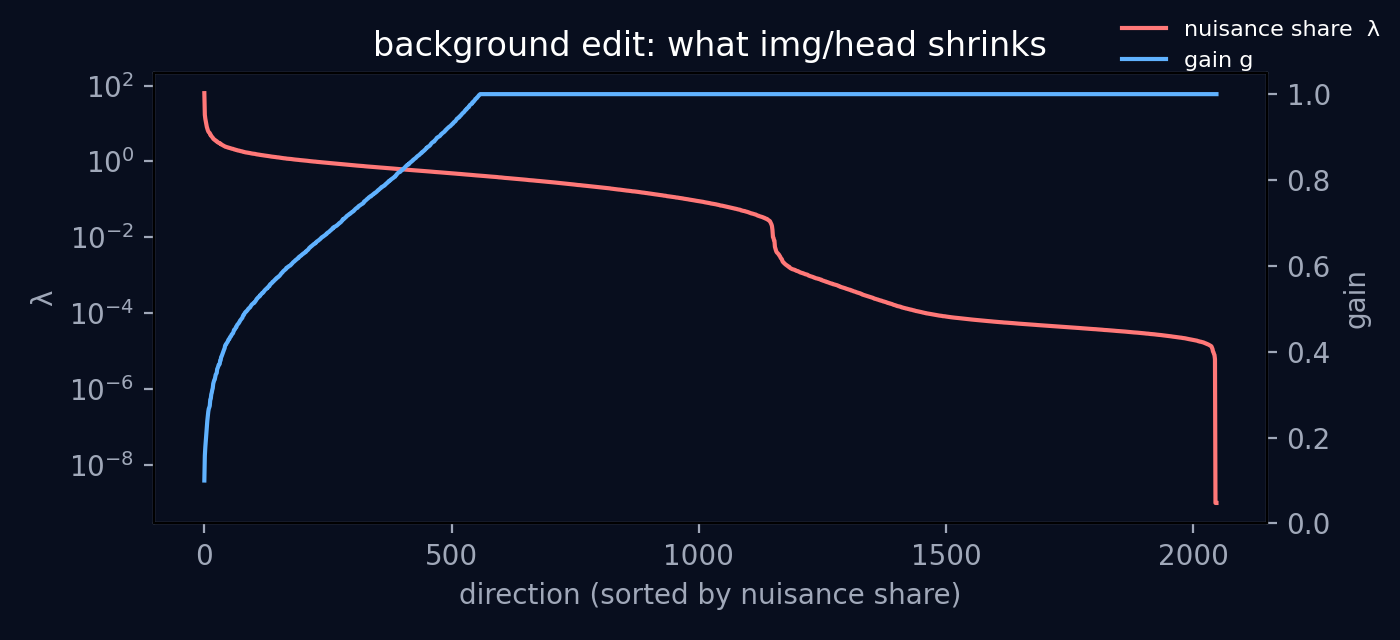 background edit: what img/head shrinks
nuisance share λ
gain g
10²
10⁰
10⁻²
10⁻⁴
10⁻⁶
10⁻⁸
λ
1.0
0.8
0.6
0.4
0.2
0.0
gain
0 500 1000 1500 2000
direction (sorted by nuisance share)